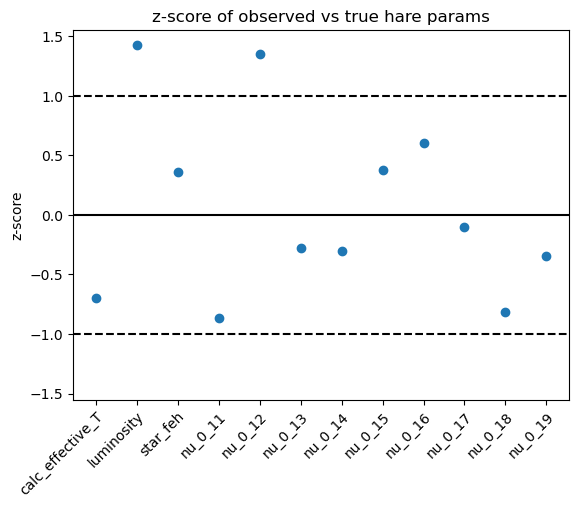 z-score of observed vs true hare params
z-score
1.5
1.0
0.5
0.0
−0.5
−1.0
−1.5
calc_effective_T
luminosity
star_feh
nu_0_11
nu_0_12
nu_0_13
nu_0_14
nu_0_15
nu_0_16
nu_0_17
nu_0_18
nu_0_19